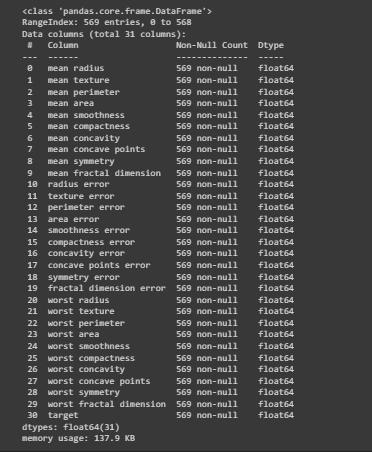 <class 'pandas.core.frame.DataFrame'>
RangeIndex: 569 entries, 0 to 568
Data columns (total 31 columns):
 #   Column                   Non-Null Count  Dtype
---  ------                   --------------  -----
 0   mean radius              569 non-null    float64
 1   mean texture             569 non-null    float64
 2   mean perimeter           569 non-null    float64
 3   mean area                569 non-null    float64
 4   mean smoothness          569 non-null    float64
 5   mean compactness         569 non-null    float64
 6   mean concavity           569 non-null    float64
 7   mean concave points      569 non-null    float64
 8   mean symmetry            569 non-null    float64
 9   mean fractal dimension   569 non-null    float64
 10  radius error             569 non-null    float64
 11  texture error            569 non-null    float64
 12  perimeter error          569 non-null    float64
 13  area error               569 non-null    float64
 14  smoothness error         569 non-null    float64
 15  compactness error        569 non-null    float64
 16  concavity error          569 non-null    float64
 17  concave points error     569 non-null    float64
 18  symmetry error           569 non-null    float64
 19  fractal dimension error  569 non-null    float64
 20  worst radius             569 non-null    float64
 21  worst texture            569 non-null    float64
 22  worst perimeter          569 non-null    float64
 23  worst area               569 non-null    float64
 24  worst smoothness         569 non-null    float64
 25  worst compactness        569 non-null    float64
 26  worst concavity          569 non-null    float64
 27  worst concave points     569 non-null    float64
 28  worst symmetry           569 non-null    float64
 29  worst fractal dimension  569 non-null    float64
 30  target                   569 non-null    float64
dtypes: float64(31)
memory usage: 137.9 KB